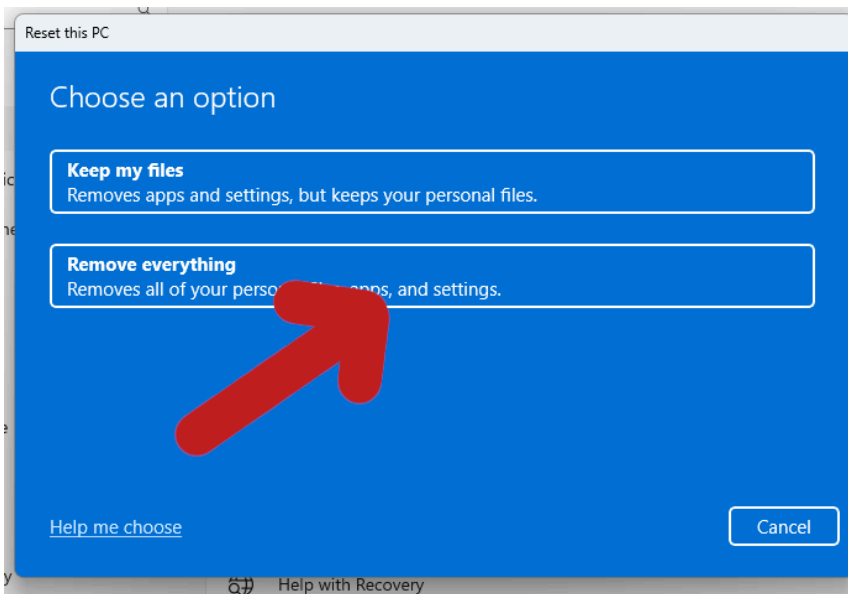 Reset this PC
Choose an option
Keep my files
Removes apps and settings, but keeps your personal files.
Remove everything
Removes all of your perso apps, and settings.
Help me choose
Cancel
Help with Recovery